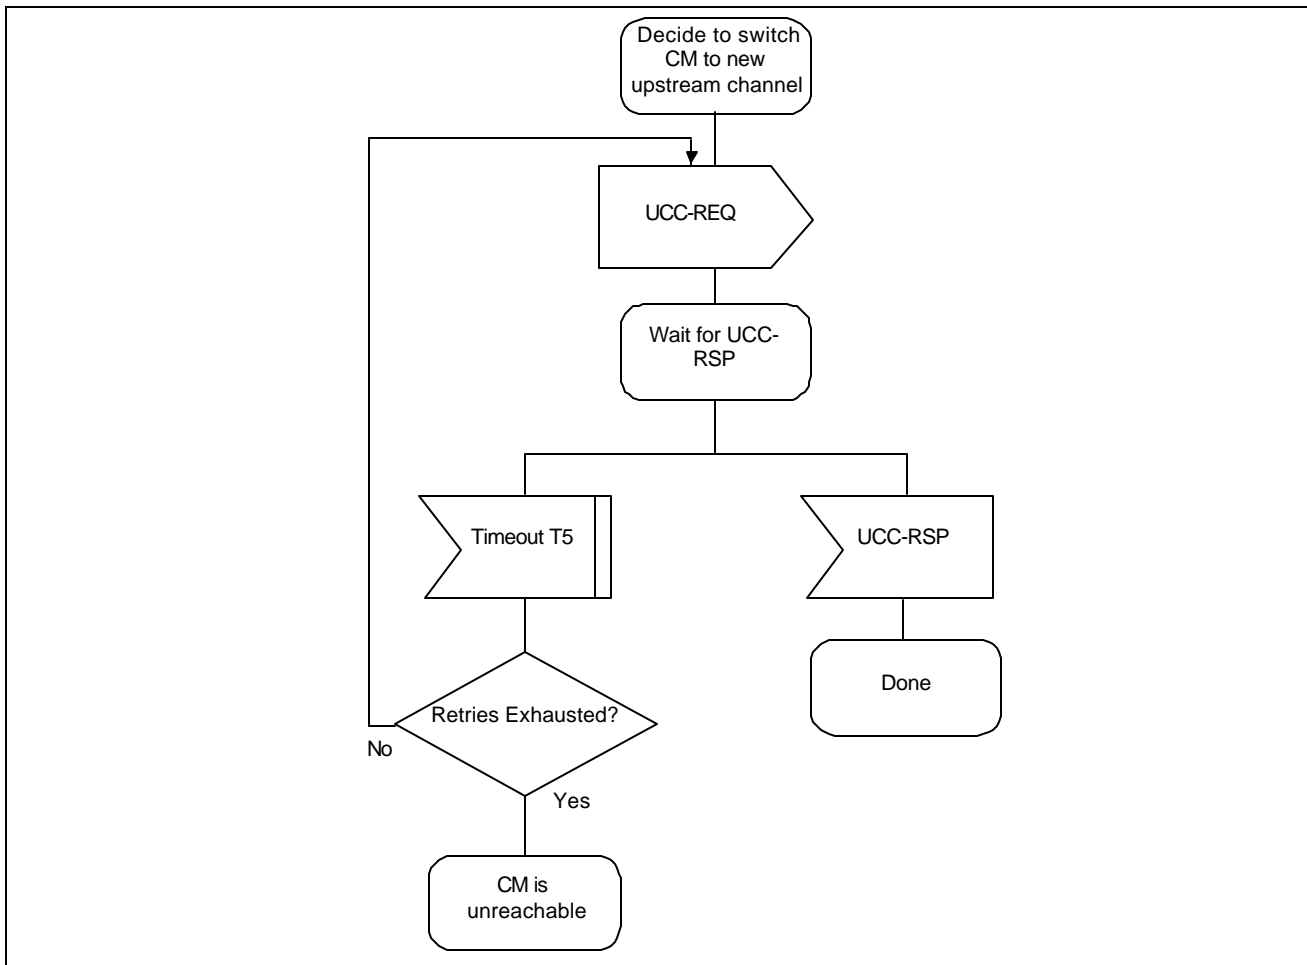 Decide to switch
CM to new
upstream channel
UCC-REQ
Wait for UCC-
RSP
Timeout T5
UCC-RSP
Retries Exhausted?
Done
No
Yes
CM is
unreachable